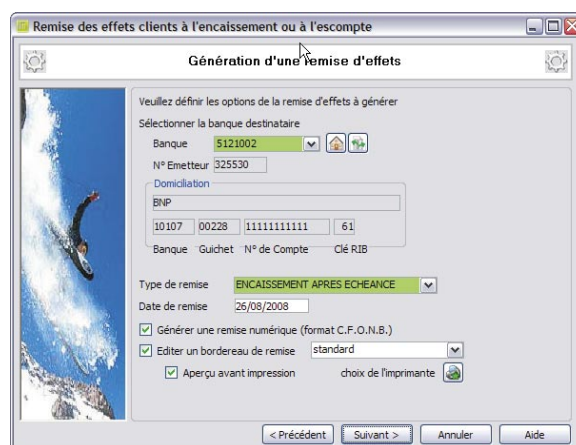 Remise des effets clients à l'encaissement ou à l'escompte
Génération d'une remise d'effets
Veuillez définir les options de la remise d'effets à générer
Sélectionner la banque destinataire
Banque 5121002
N° Emetteur 325530
Domiciliation
BNP
10107 00228 11111111111 61
Banque Guichet N° de Compte Clé RIB
Type de remise ENCAISSEMENT APRES ECHEANCE
Date de remise 26/08/2008
Générer une remise numérique (format C.F.O.N.B.)
Editer un bordereau de remise standard
Aperçu avant impression choix de l'imprimante
< Précédent Suivant > Annuler Aide